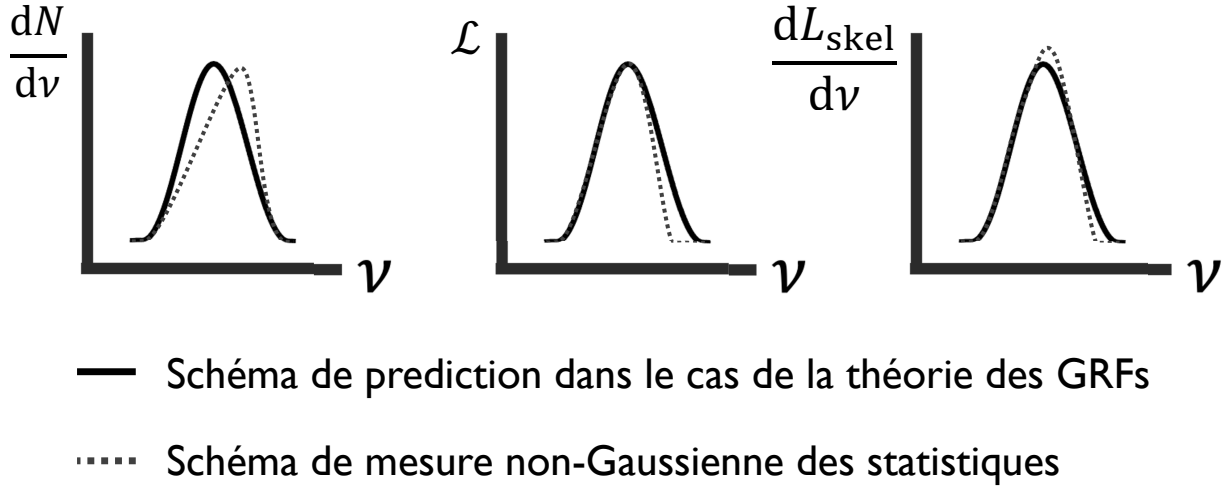 dN/dν
ν
ℒ
ν
dL_skel/dν
ν
Schéma de prediction dans le cas de la théorie des GRFs
Schéma de mesure non-Gaussienne des statistiques